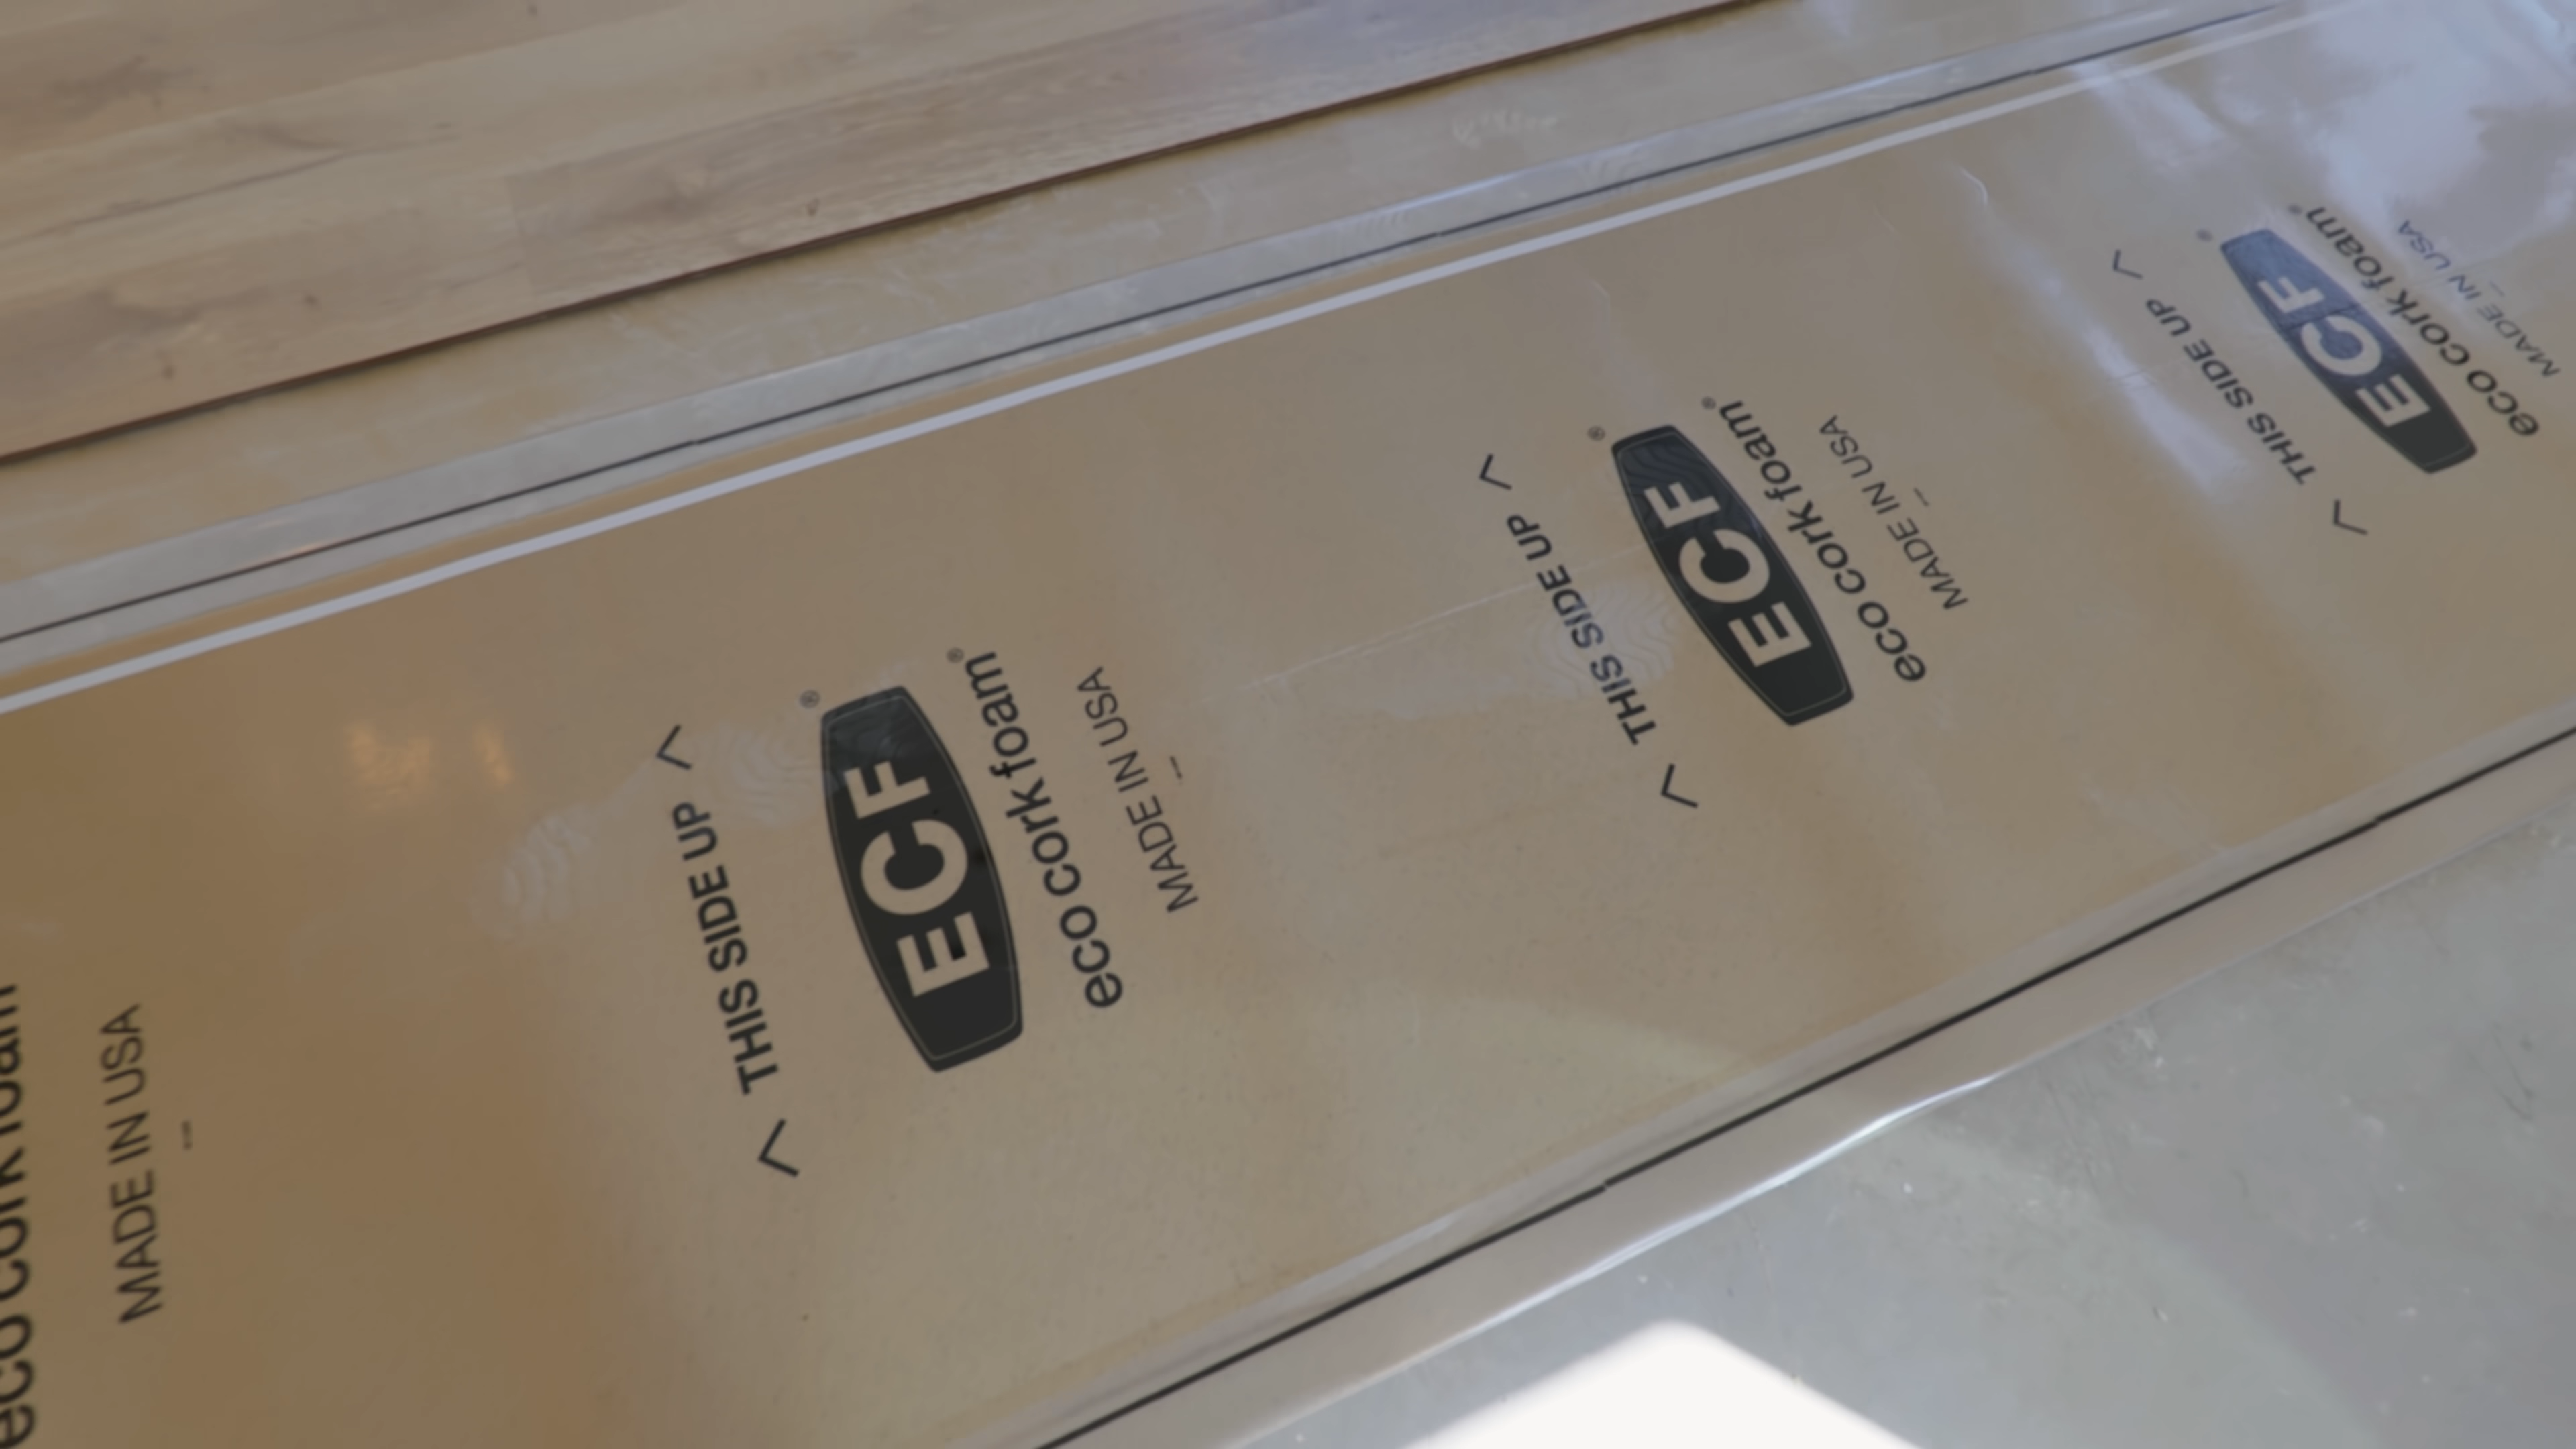 eco cork foam
MADE IN USA
^ THIS SIDE UP ^
ECF®
eco cork foam®
MADE IN USA
^ THIS SIDE UP ^
ECF®
eco cork foam®
MADE IN USA
^ THIS SIDE UP ^
ECF®
eco cork foam®
MADE IN USA